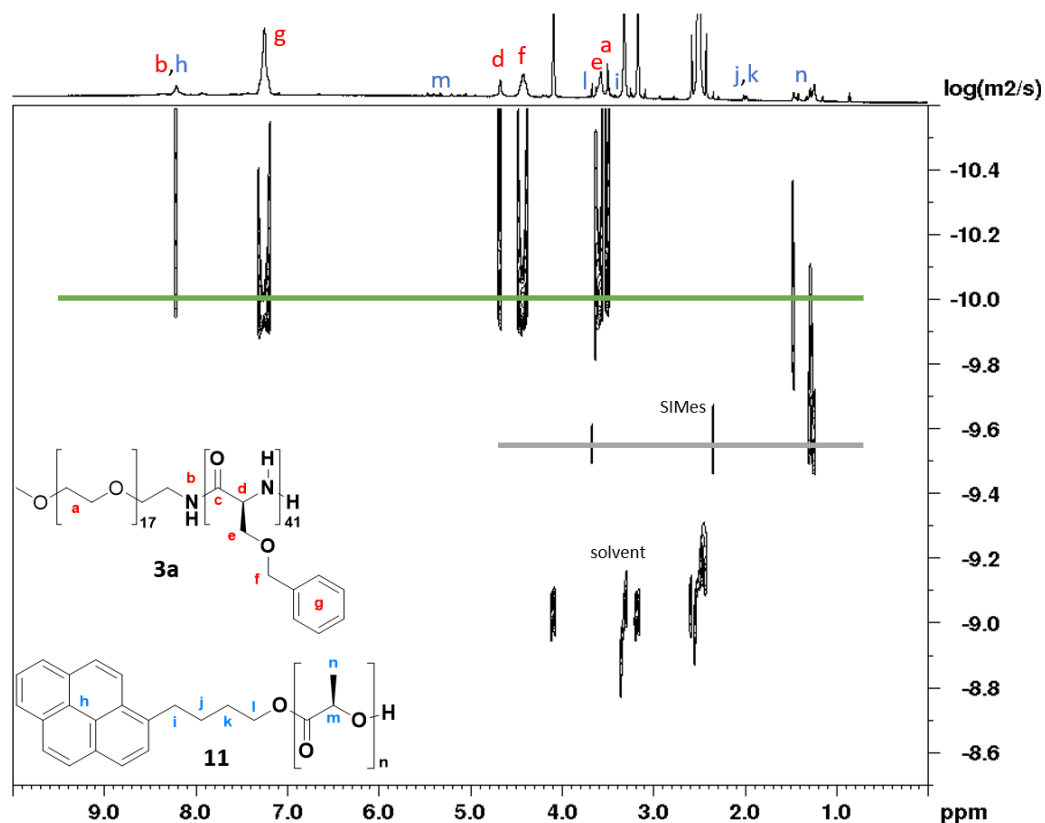 g
b,h
m
d
f
l
e
a
i
j,k
n
log(m2/s)
-10.4
-10.2
-10.0
-9.8
SIMes
-9.6
-9.4
solvent
-9.2
-9.0
-8.8
-8.6
O
a
O
17
b
N
H
O
c
d
H
N
H
41
e
O
f
g
3a
h
i
j
k
l
O
O
n
m
O
H
n
11
9.0 8.0 7.0 6.0 5.0 4.0 3.0 2.0 1.0 ppm